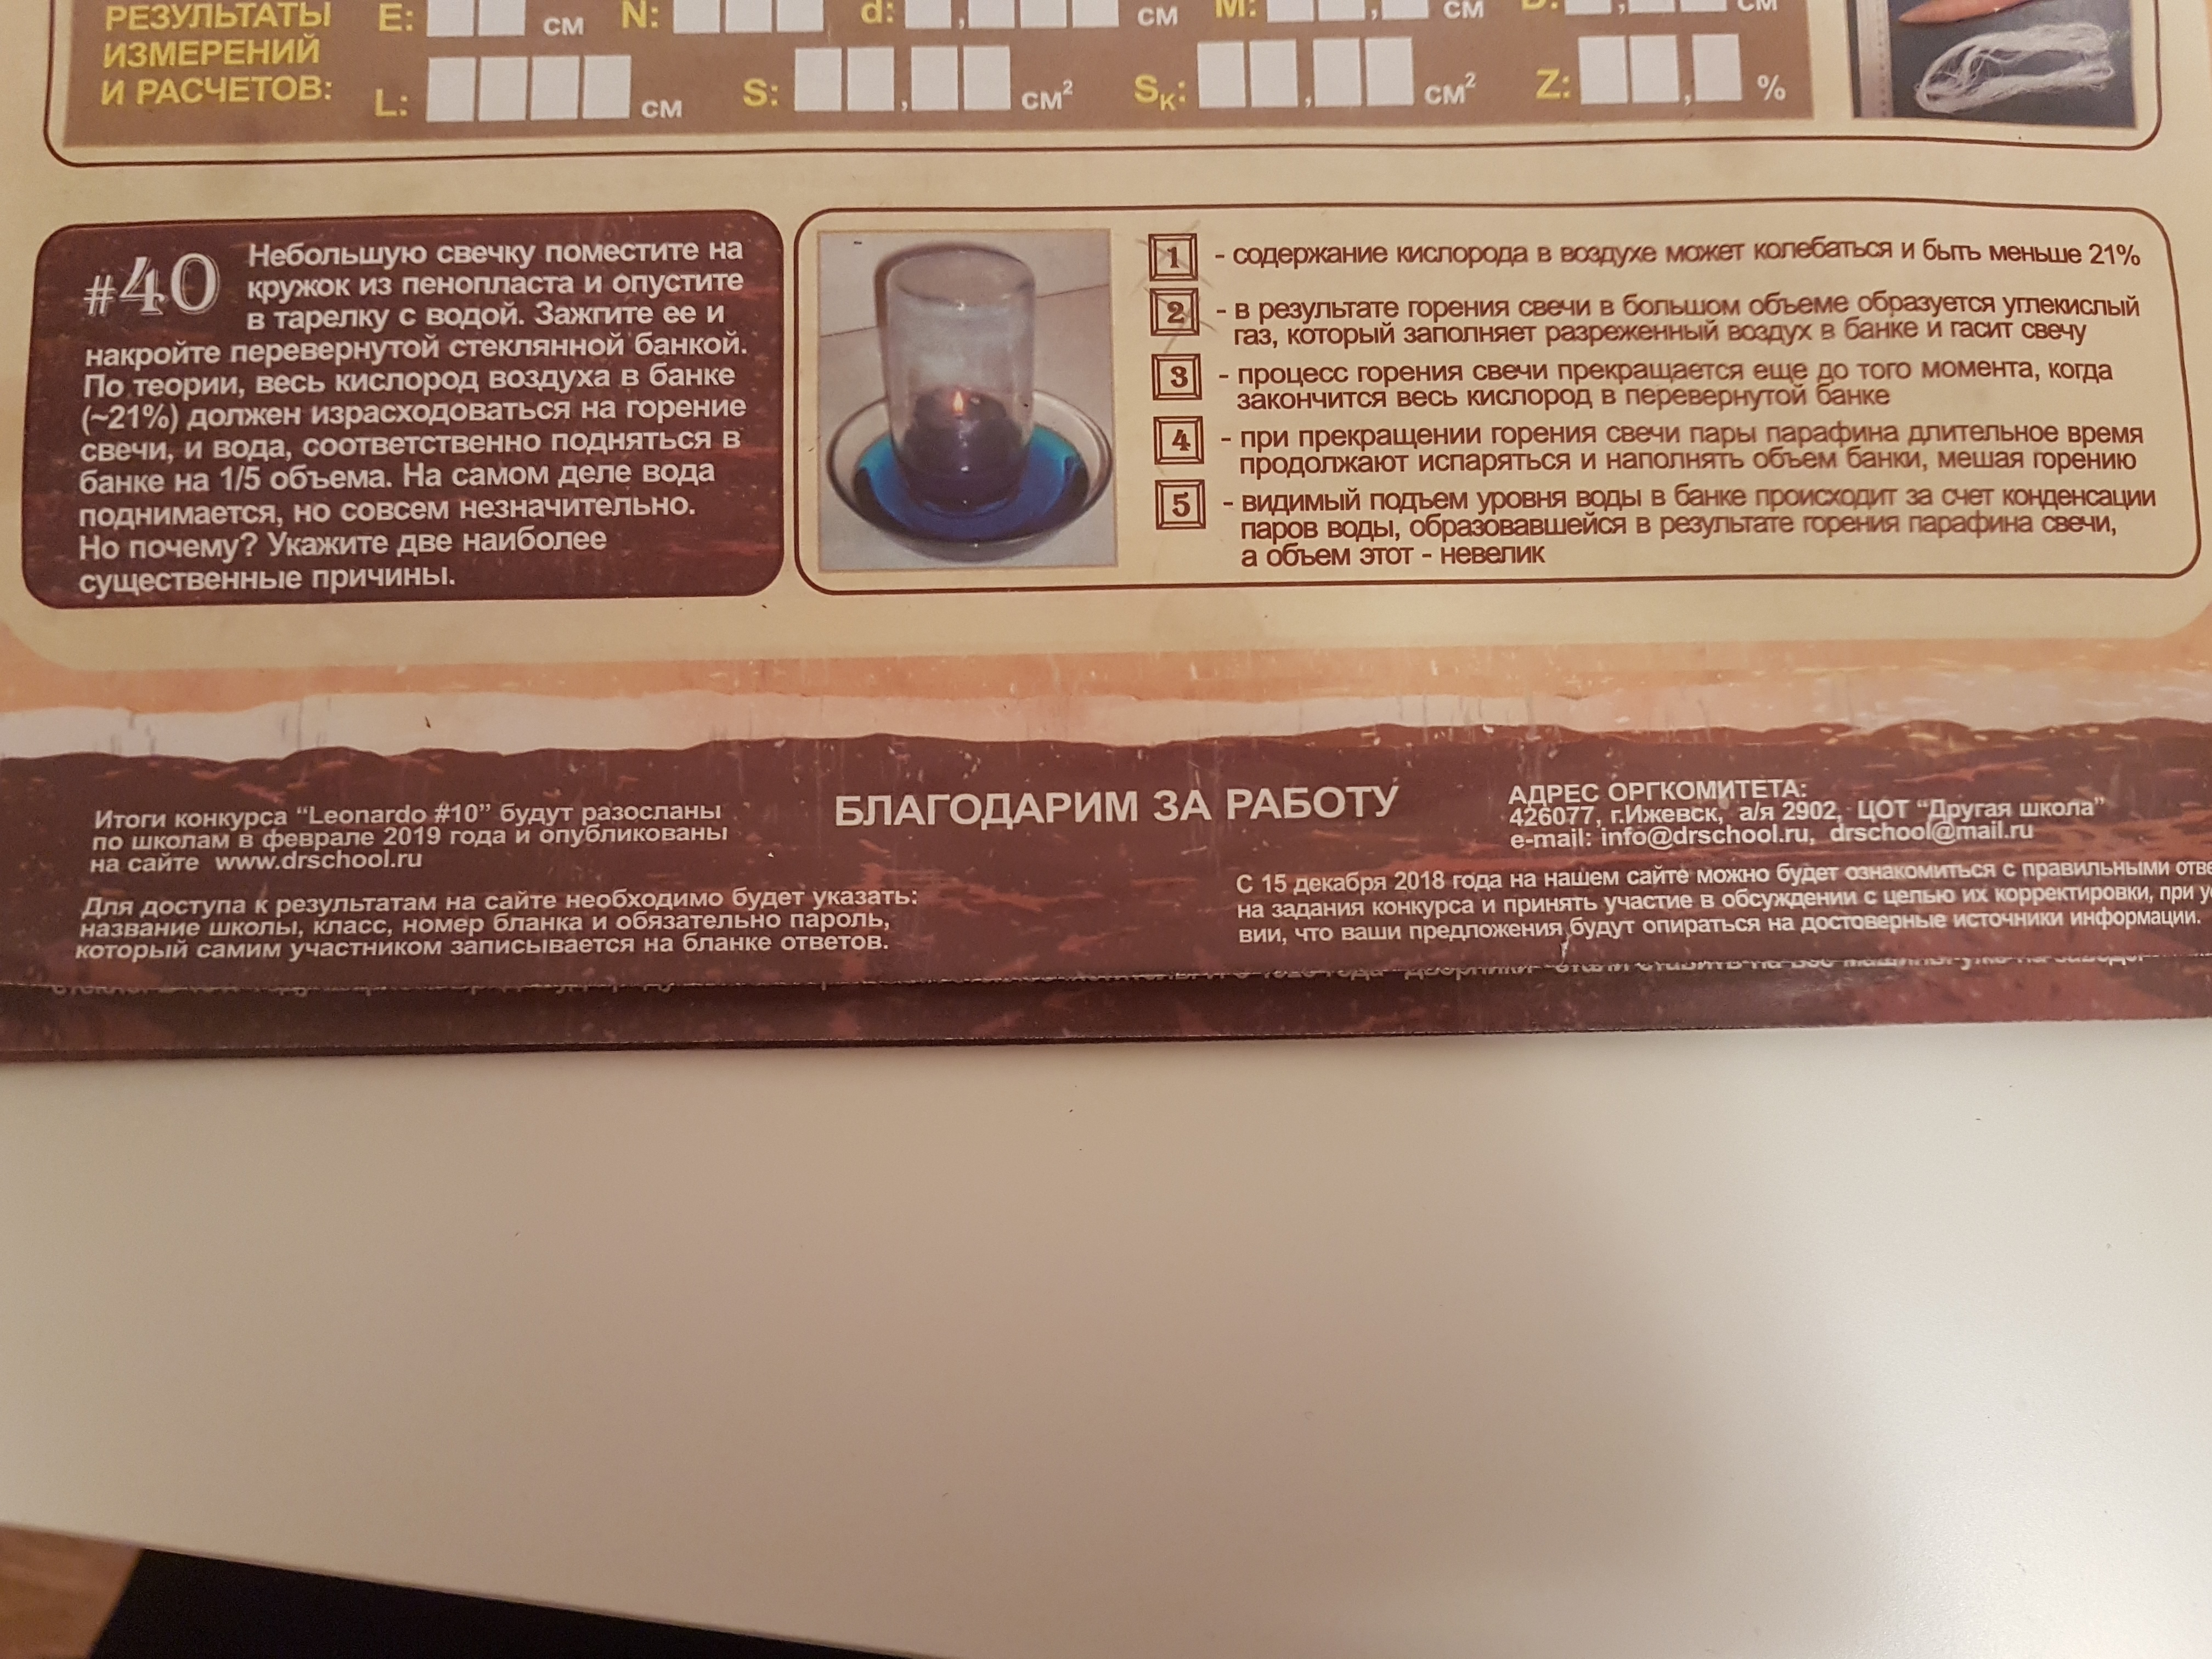 РЕЗУЛЬТАТЫ
ИЗМЕРЕНИЙ
И РАСЧЕТОВ:
E: см N: d: , см M: , см D: , см
L: см S: , см² Sк: , см² Z: , %
#40 Небольшую свечку поместите на
кружок из пенопласта и опустите
в тарелку с водой. Зажгите ее и
накройте перевернутой стеклянной банкой.
По теории, весь кислород воздуха в банке
(~21%) должен израсходоваться на горение
свечи, и вода, соответственно подняться в
банке на 1/5 объема. На самом деле вода
поднимается, но совсем незначительно.
Но почему? Укажите две наиболее
существенные причины.
1 - содержание кислорода в воздухе может колебаться и быть меньше 21%
2 - в результате горения свечи в большом объеме образуется углекислый
газ, который заполняет разреженный воздух в банке и гасит свечу
3 - процесс горения свечи прекращается еще до того момента, когда
закончится весь кислород в перевернутой банке
4 - при прекращении горения свечи пары парафина длительное время
продолжают испаряться и наполнять объем банки, мешая горению
5 - видимый подъем уровня воды в банке происходит за счет конденсации
паров воды, образовавшейся в результате горения парафина свечи,
а объем этот - невелик
Итоги конкурса “Leonardo #10” будут разосланы
по школам в феврале 2019 года и опубликованы
на сайте www.drschool.ru
Для доступа к результатам на сайте необходимо будет указать:
название школы, класс, номер бланка и обязательно пароль,
который самим участником записывается на бланке ответов.
БЛАГОДАРИМ ЗА РАБОТУ
АДРЕС ОРГКОМИТЕТА:
426077, г.Ижевск, а/я 2902, ЦОТ “Другая школа”
e-mail: info@drschool.ru, drschool@mail.ru
С 15 декабря 2018 года на нашем сайте можно будет ознакомиться с правильными отве
на задания конкурса и принять участие в обсуждении с целью их корректировки, при у
вии, что ваши предложения будут опираться на достоверные источники информации.